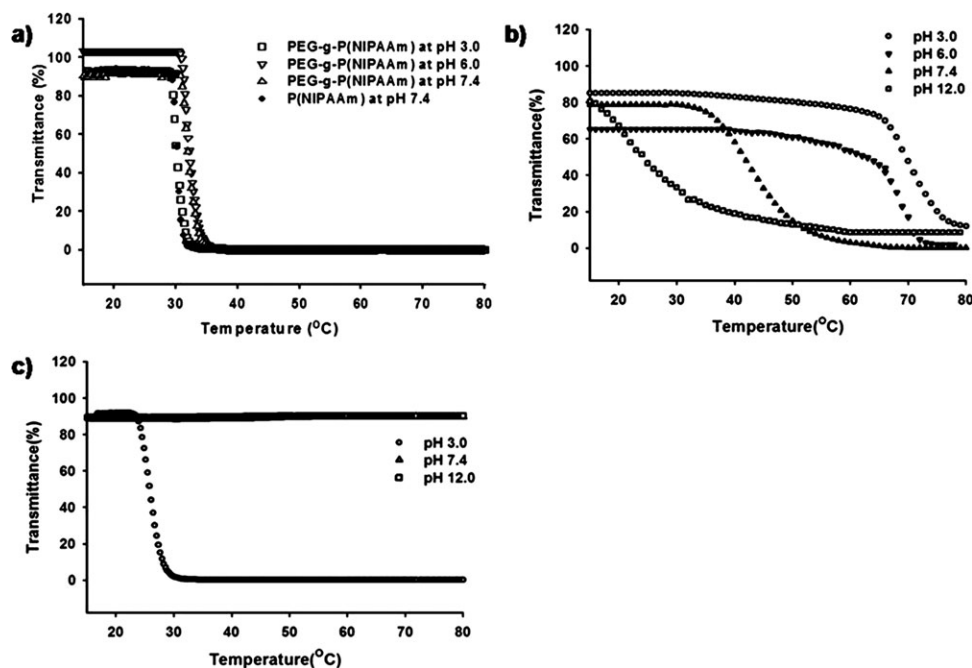 a)
Transmittance (%)
120
100
80
60
40
20
0
20 30 40 50 60 70 80
Temperature (OC)
PEG-g-P(NIPAAm) at pH 3.0
PEG-g-P(NIPAAm) at pH 6.0
PEG-g-P(NIPAAm) at pH 7.4
P(NIPAAm) at pH 7.4
b)
Transmittance(%)
120
100
80
60
40
20
0
20 30 40 50 60 70 80
Temperature(OC)
pH 3.0
pH 6.0
pH 7.4
pH 12.0
c)
Transmittance(%)
120
100
80
60
40
20
0
20 30 40 50 60 70 80
Temperature(OC)
pH 3.0
pH 7.4
pH 12.0